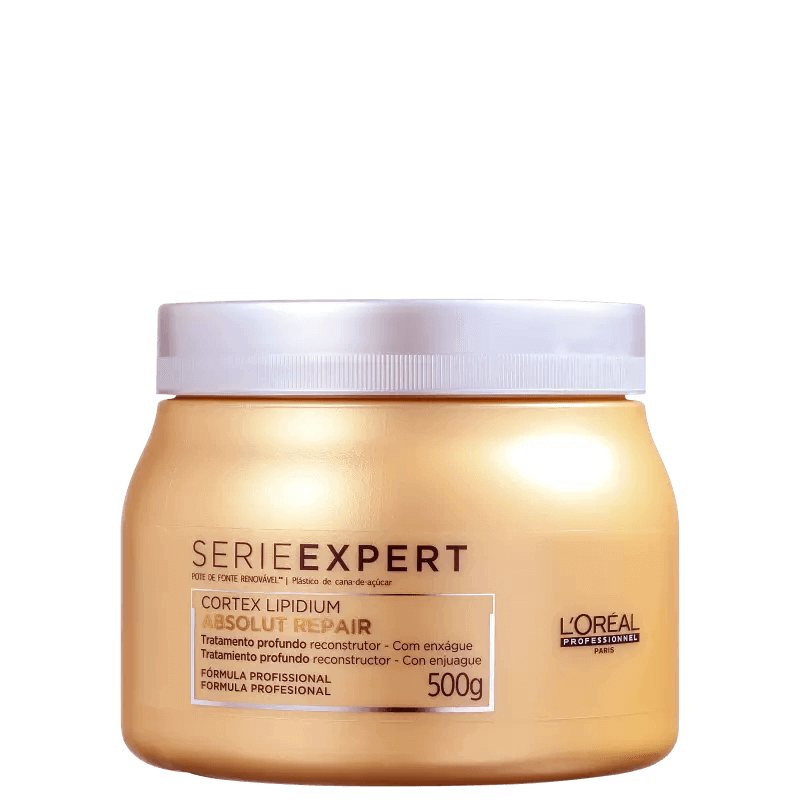 SERIEEXPERT
POTE DE FONTE RENOVÁVEL** | Plástico de cana-de-açúcar
CORTEX LIPIDIUM
ABSOLUT REPAIR
Tratamento profundo reconstrutor - Com enxágue
Tratamiento profundo reconstructor - Con enjuague
FÓRMULA PROFISSIONAL
FORMULA PROFESIONAL
500g
L'ORÉAL
PROFESSIONNEL
PARIS